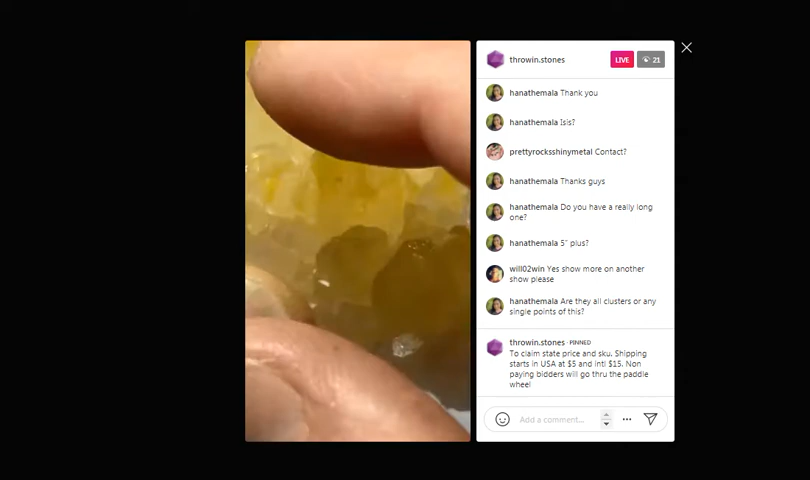 throwin.stones
LIVE
21
hanathemala Thank you
hanathemala Isis?
prettyrocksshinymetal Contact?
hanathemala Thanks guys
hanathemala Do you have a really long
one?
hanathemala 5" plus?
will02win Yes show more on another
show please
hanathemala Are they all clusters or any
single points of this?
throwin.stones · PINNED
To claim state price and sku. Shipping
starts in USA at $5 and intl $15. Non
paying bidders will go thru the paddle
wheel
Add a comment...